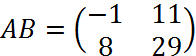 AB = (−1 11
8 29)